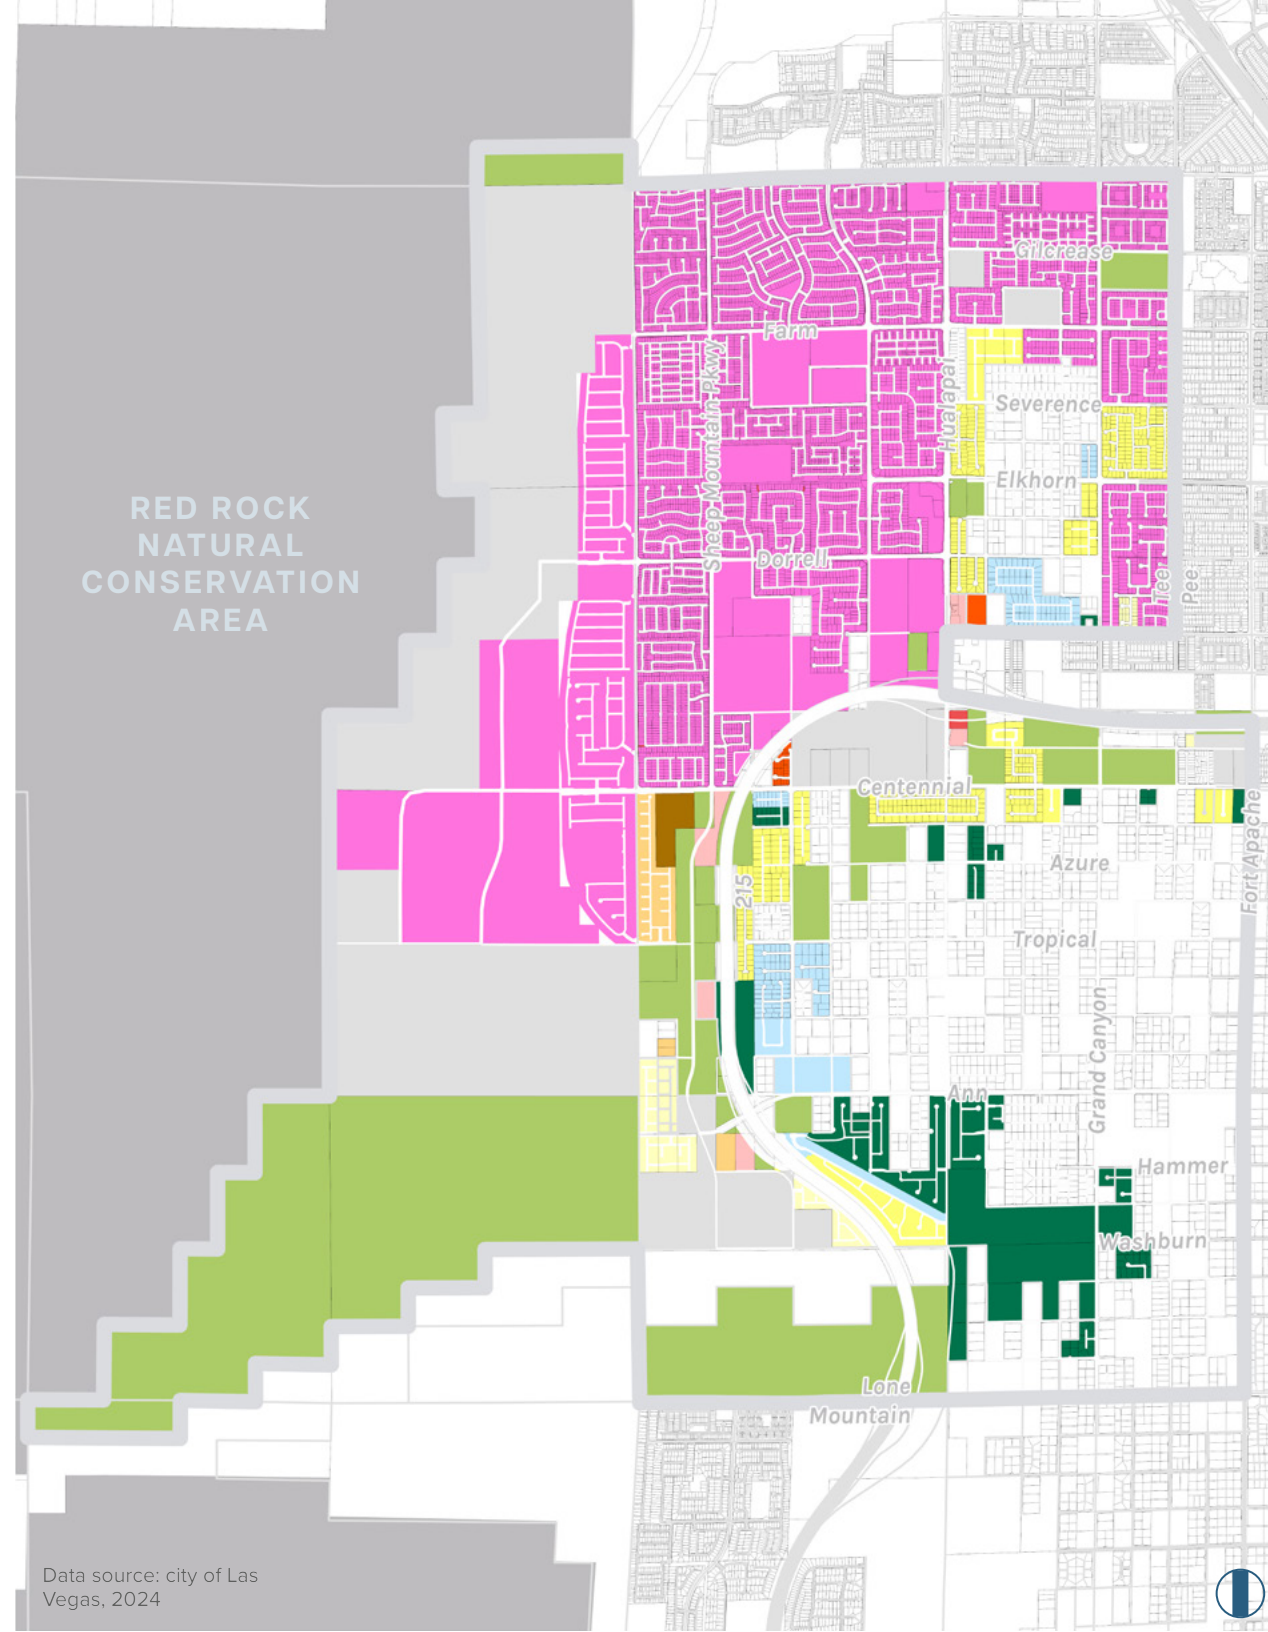 Gilcrease
Farm
Sheep Mountain Pkwy
Hualapai
Severence
Elkhorn
Dorrell
Tee
Pee
RED ROCK
NATURAL
CONSERVATION
AREA
Centennial
Azure
Fort Apache
215
Tropical
Grand Canyon
Ann
Hammer
Washburn
Lone
Mountain
Data source: city of Las
Vegas, 2024